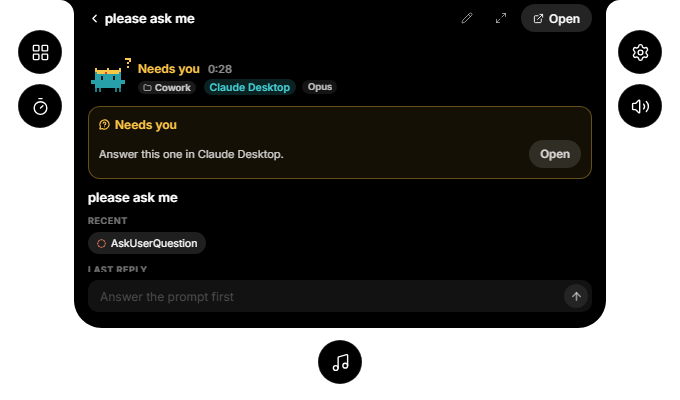 please ask me
Open
?
Needs you 0:28
Cowork Claude Desktop Opus
Needs you
Answer this one in Claude Desktop.
Open
please ask me
RECENT
AskUserQuestion
LAST REPLY
Answer the prompt first